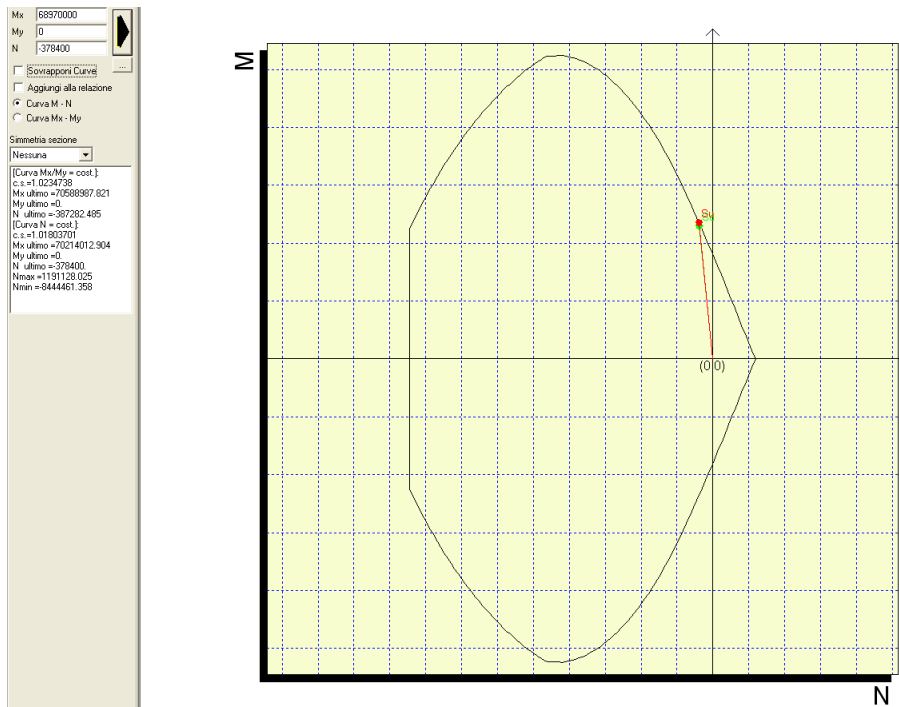 Mx 68970000
My 0
N -378400
...
Sovrapponi Curve
Aggiungi alla relazione
Curva M - N
Curva Mx - My
Simmetria sezione
Nessuna
[Curva Mx/My = cost.]:
c.s.=1.0234738
Mx ultimo =70588987.821
My ultimo =0.
N ultimo =-387282.485
[Curva N = cost.]:
c.s.=1.01803701
Mx ultimo =70214012.904
My ultimo =0.
N ultimo =-378400.
Nmax =1191128.025
Nmin =-8444461.358
M
(0 0)
N